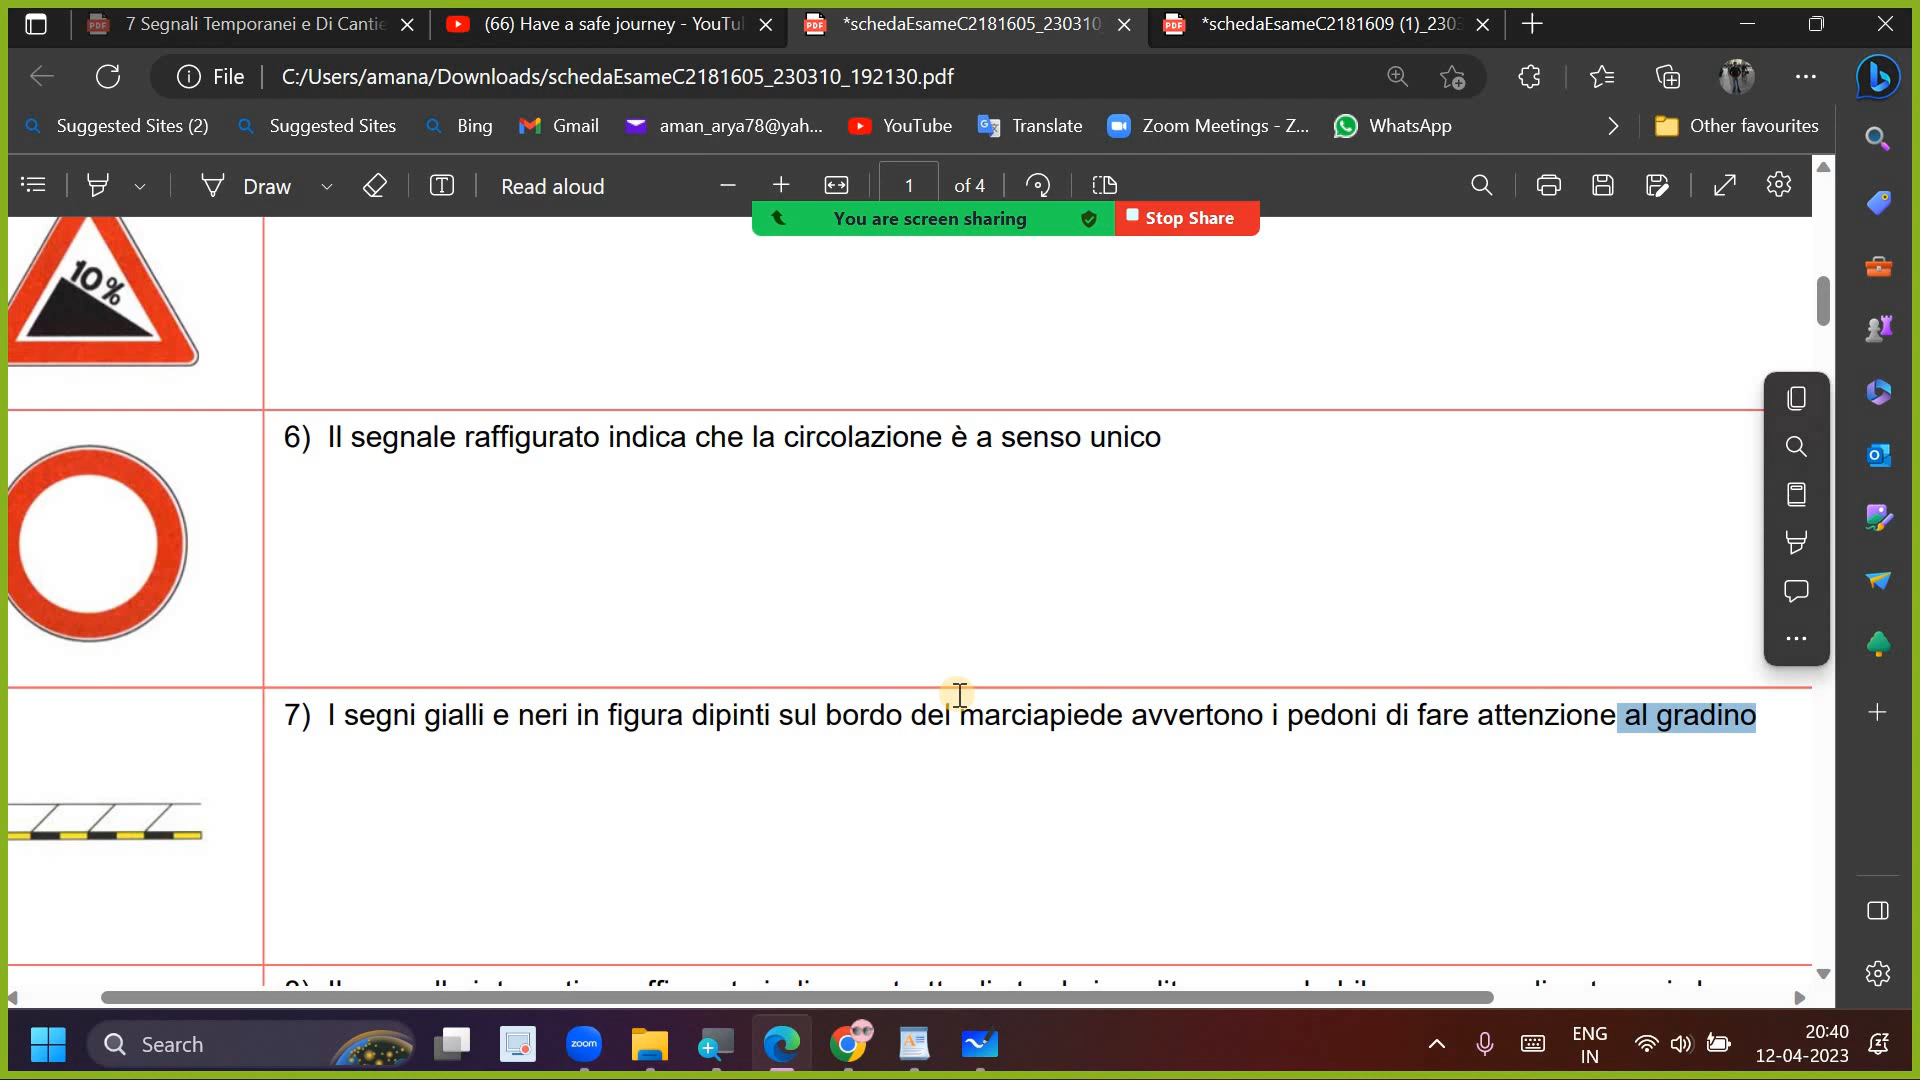 7 Segnali Temporanei e Di Cantie
(66) Have a safe journey - YouTu
*schedaEsameC2181605_230310
*schedaEsameC2181609 (1)_230
File
C:/Users/amana/Downloads/schedaEsameC2181605_230310_192130.pdf
Suggested Sites (2)
Suggested Sites
Bing
Gmail
aman_arya78@yah...
YouTube
Translate
Zoom Meetings - Z...
WhatsApp
Other favourites
Draw
Read aloud
1
of 4
You are screen sharing
Stop Share
10%
6) Il segnale raffigurato indica che la circolazione è a senso unico
7) I segni gialli e neri in figura dipinti sul bordo del marciapiede avvertono i pedoni di fare attenzione al gradino
Search
zoom
ENG
IN
20:40
12-04-2023